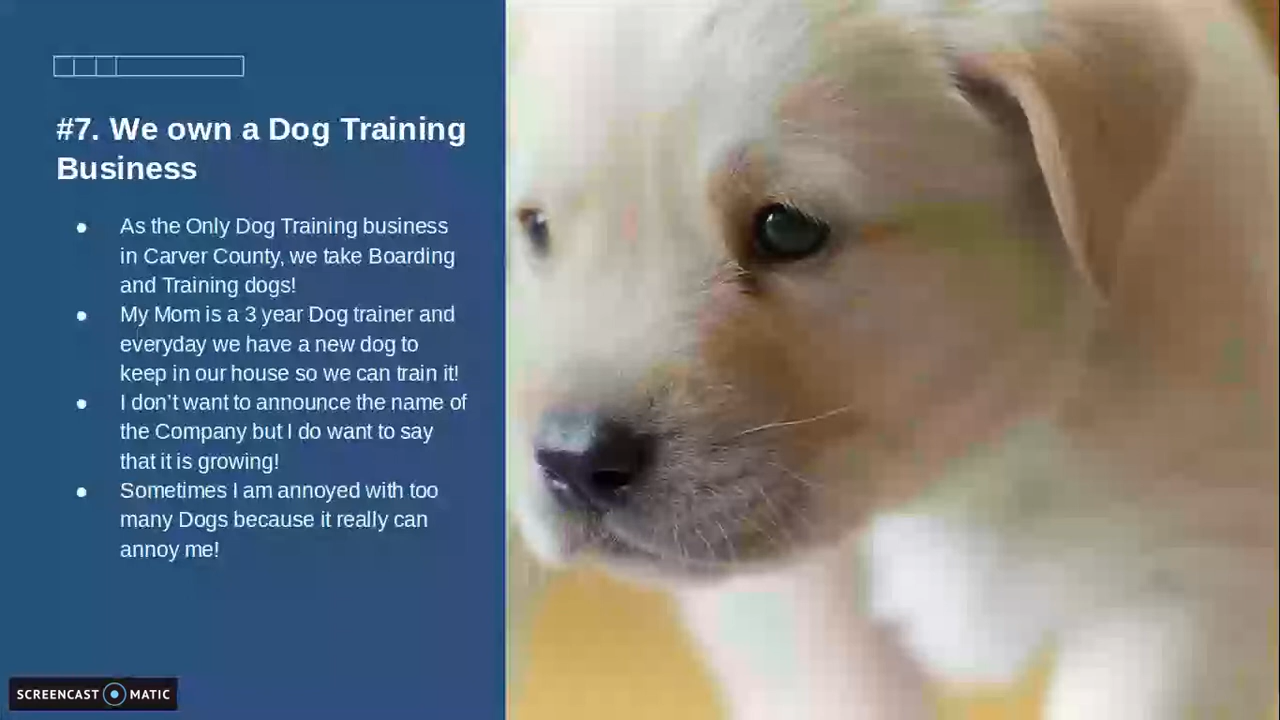 #7. We own a Dog Training
Business
● As the Only Dog Training business
in Carver County, we take Boarding
and Training dogs!
● My Mom is a 3 year Dog trainer and
everyday we have a new dog to
keep in our house so we can train it!
● I don’t want to announce the name of
the Company but I do want to say
that it is growing!
● Sometimes I am annoyed with too
many Dogs because it really can
annoy me!
SCREENCAST MATIC